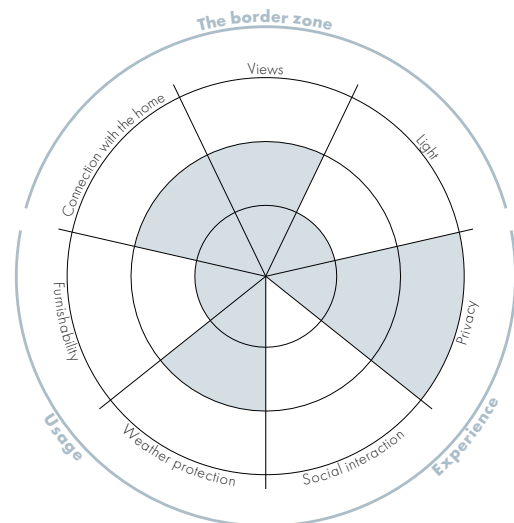 The border zone
Views
Connection with the home
Light
Furnishability
Privacy
Usage
Experience
Weather protection
Social interaction